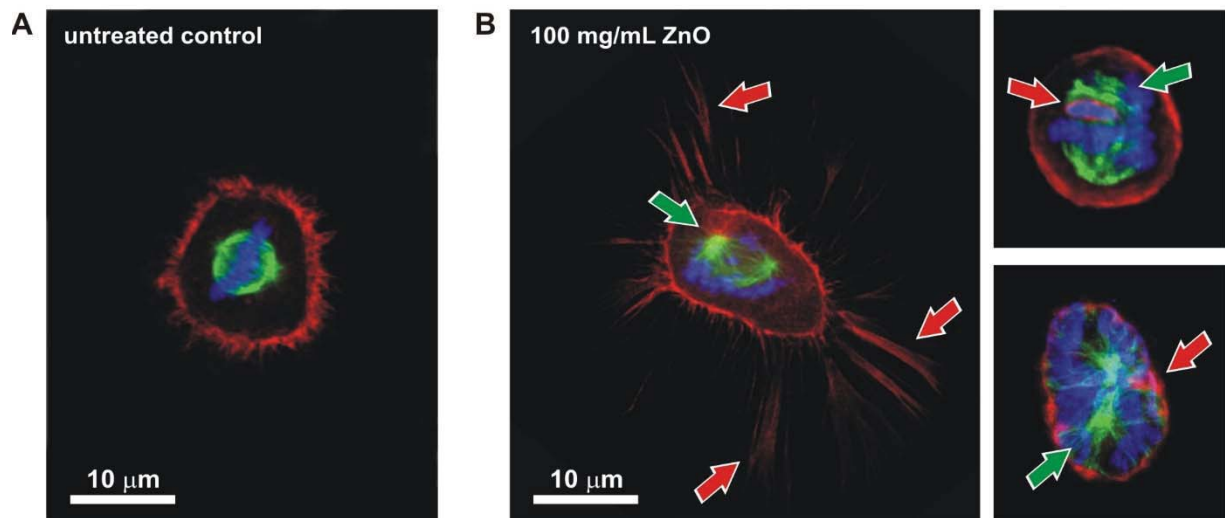 A
untreated control
10 μm
B
100 mg/mL ZnO
10 μm